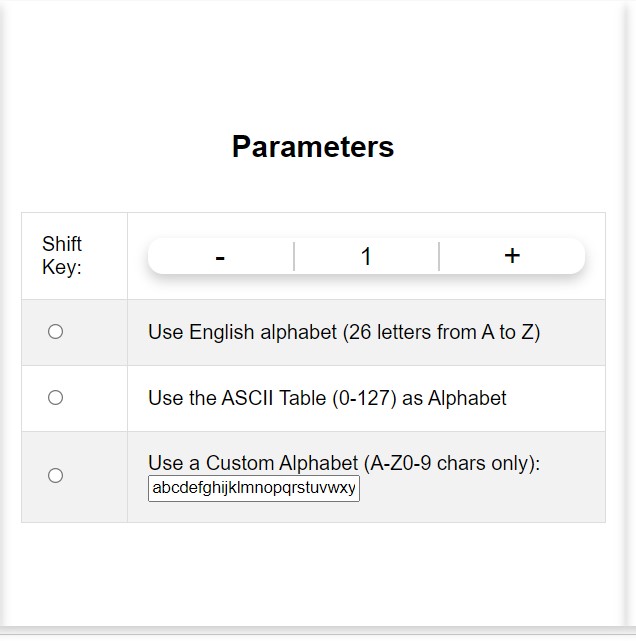 Parameters
Shift
Key:
- 1 +
Use English alphabet (26 letters from A to Z)
Use the ASCII Table (0-127) as Alphabet
Use a Custom Alphabet (A-Z0-9 chars only):
abcdefghijklmnopqrstuvwxy